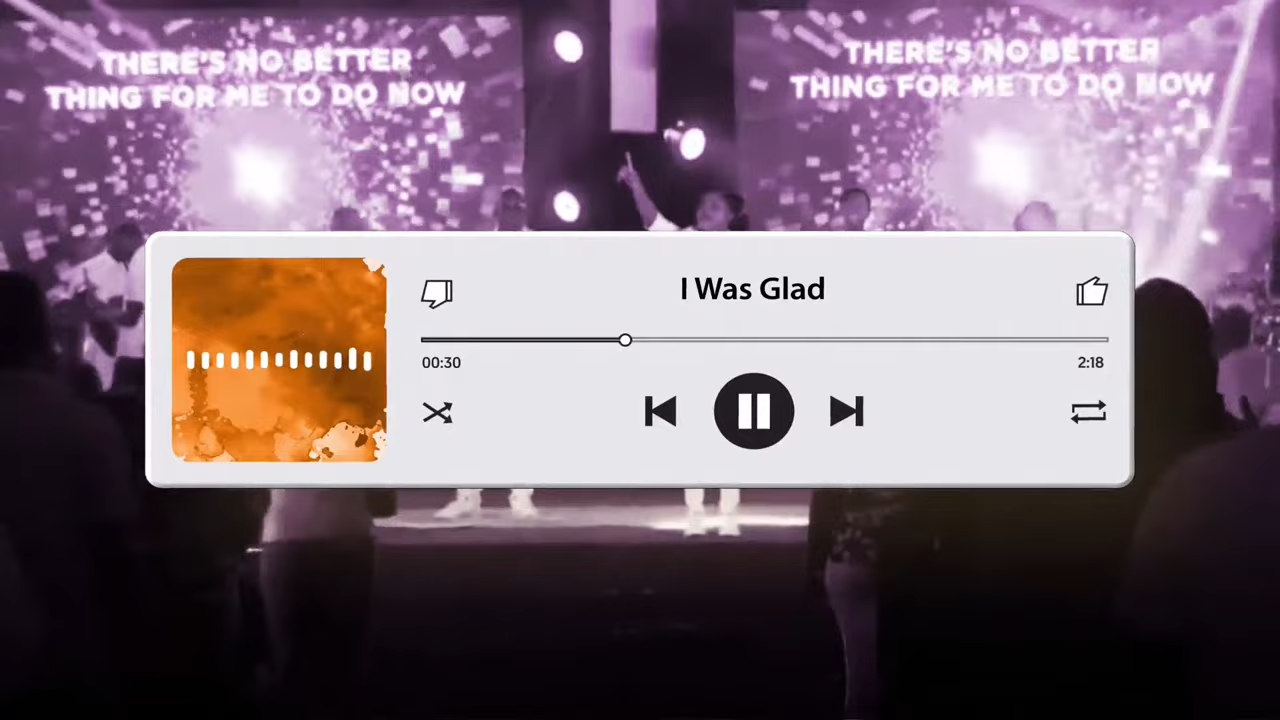 THERE'S NO BETTER
THING FOR ME TO DO NOW
THERE'S NO BETTER
THING FOR ME TO DO NOW
I Was Glad
00:30
2:18